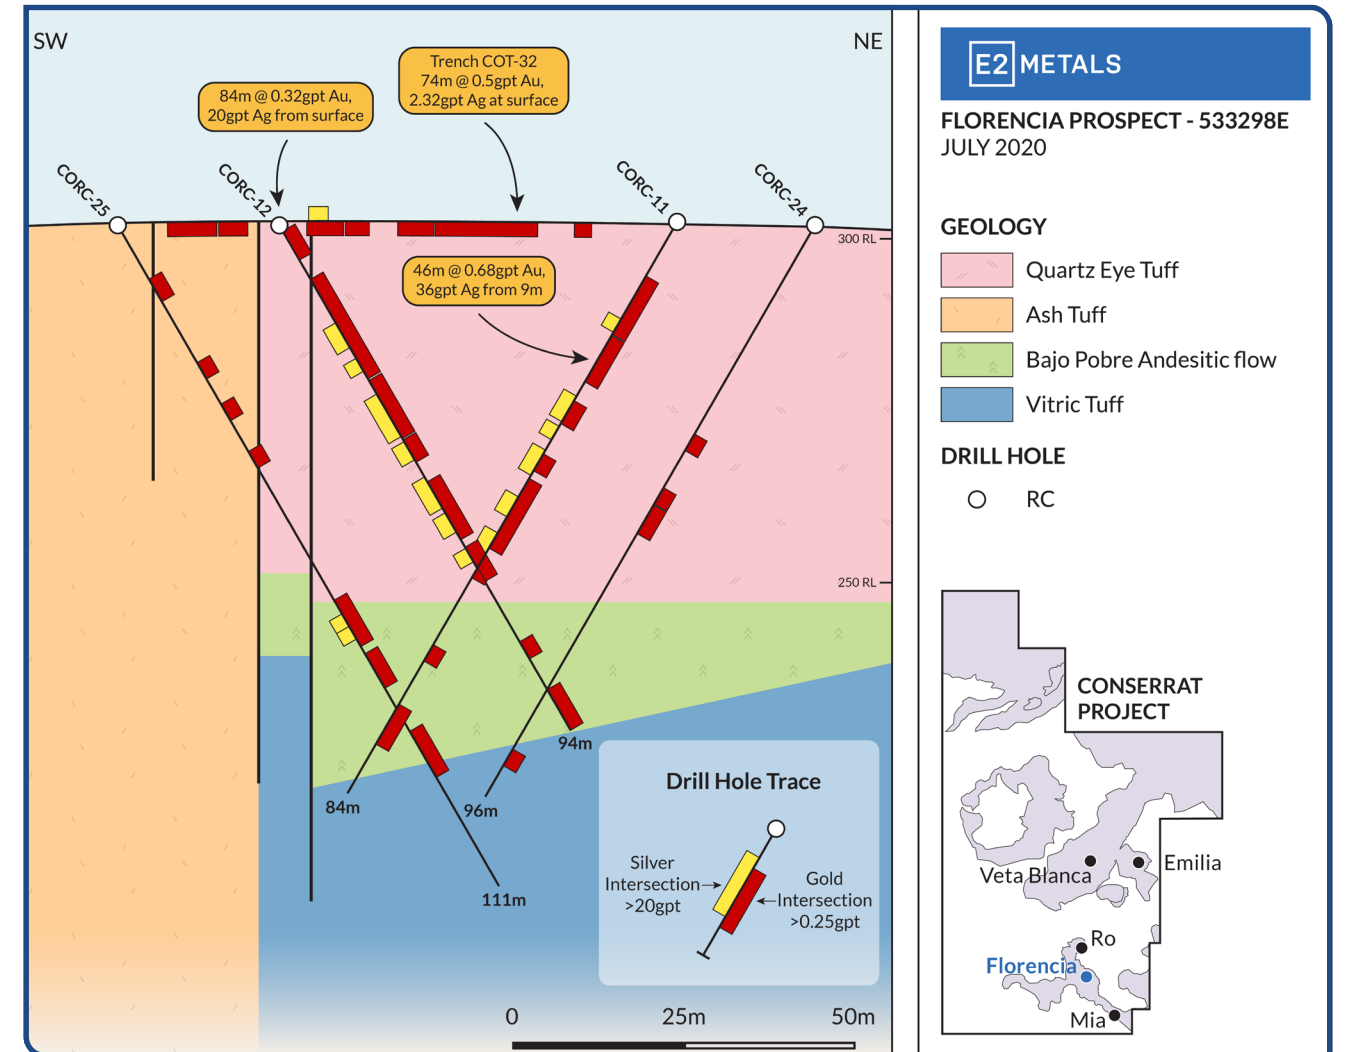 SW
NE
Trench COT-32
74m @ 0.5gpt Au,
2.32gpt Ag at surface
84m @ 0.32gpt Au,
20gpt Ag from surface
CORC-25
CORC-12
CORC-11
CORC-24
300 RL
46m @ 0.68gpt Au,
36gpt Ag from 9m
250 RL
94m
84m
96m
111m
Drill Hole Trace
Silver
Intersection
>20gpt
Gold
Intersection
>0.25gpt
0
25m
50m
E2 METALS
FLORENCIA PROSPECT - 533298E
JULY 2020
GEOLOGY
Quartz Eye Tuff
Ash Tuff
Bajo Pobre Andesitic flow
Vitric Tuff
DRILL HOLE
RC
CONSERRAT
PROJECT
Veta Blanca
Emilia
Ro
Florencia
Mia